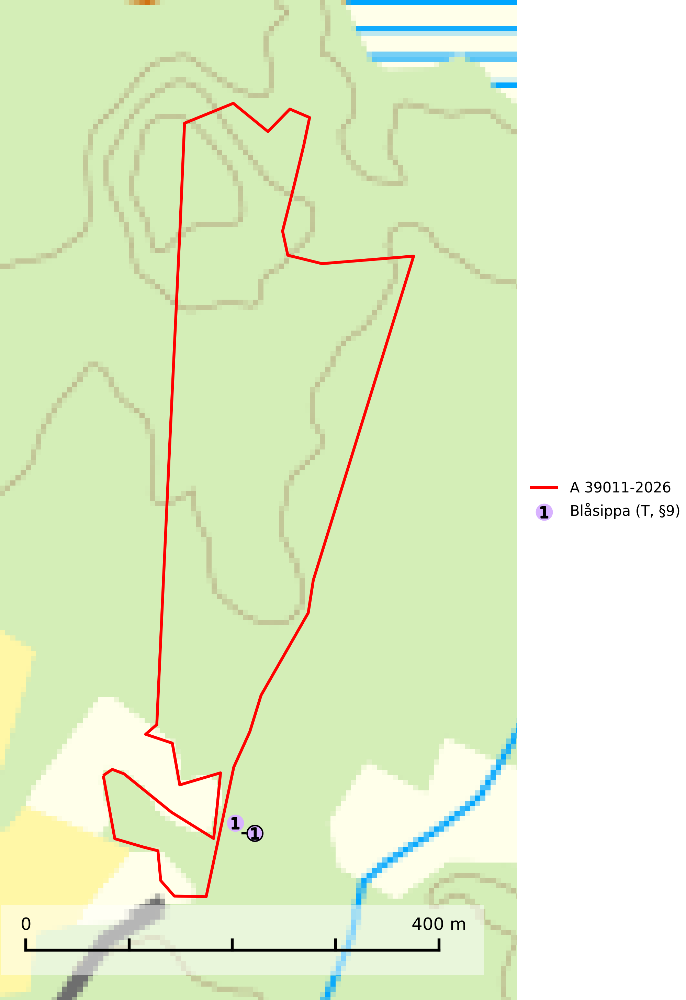 A 39011-2026
1 Blåsippa (T, §9)
1
1
0 400 m